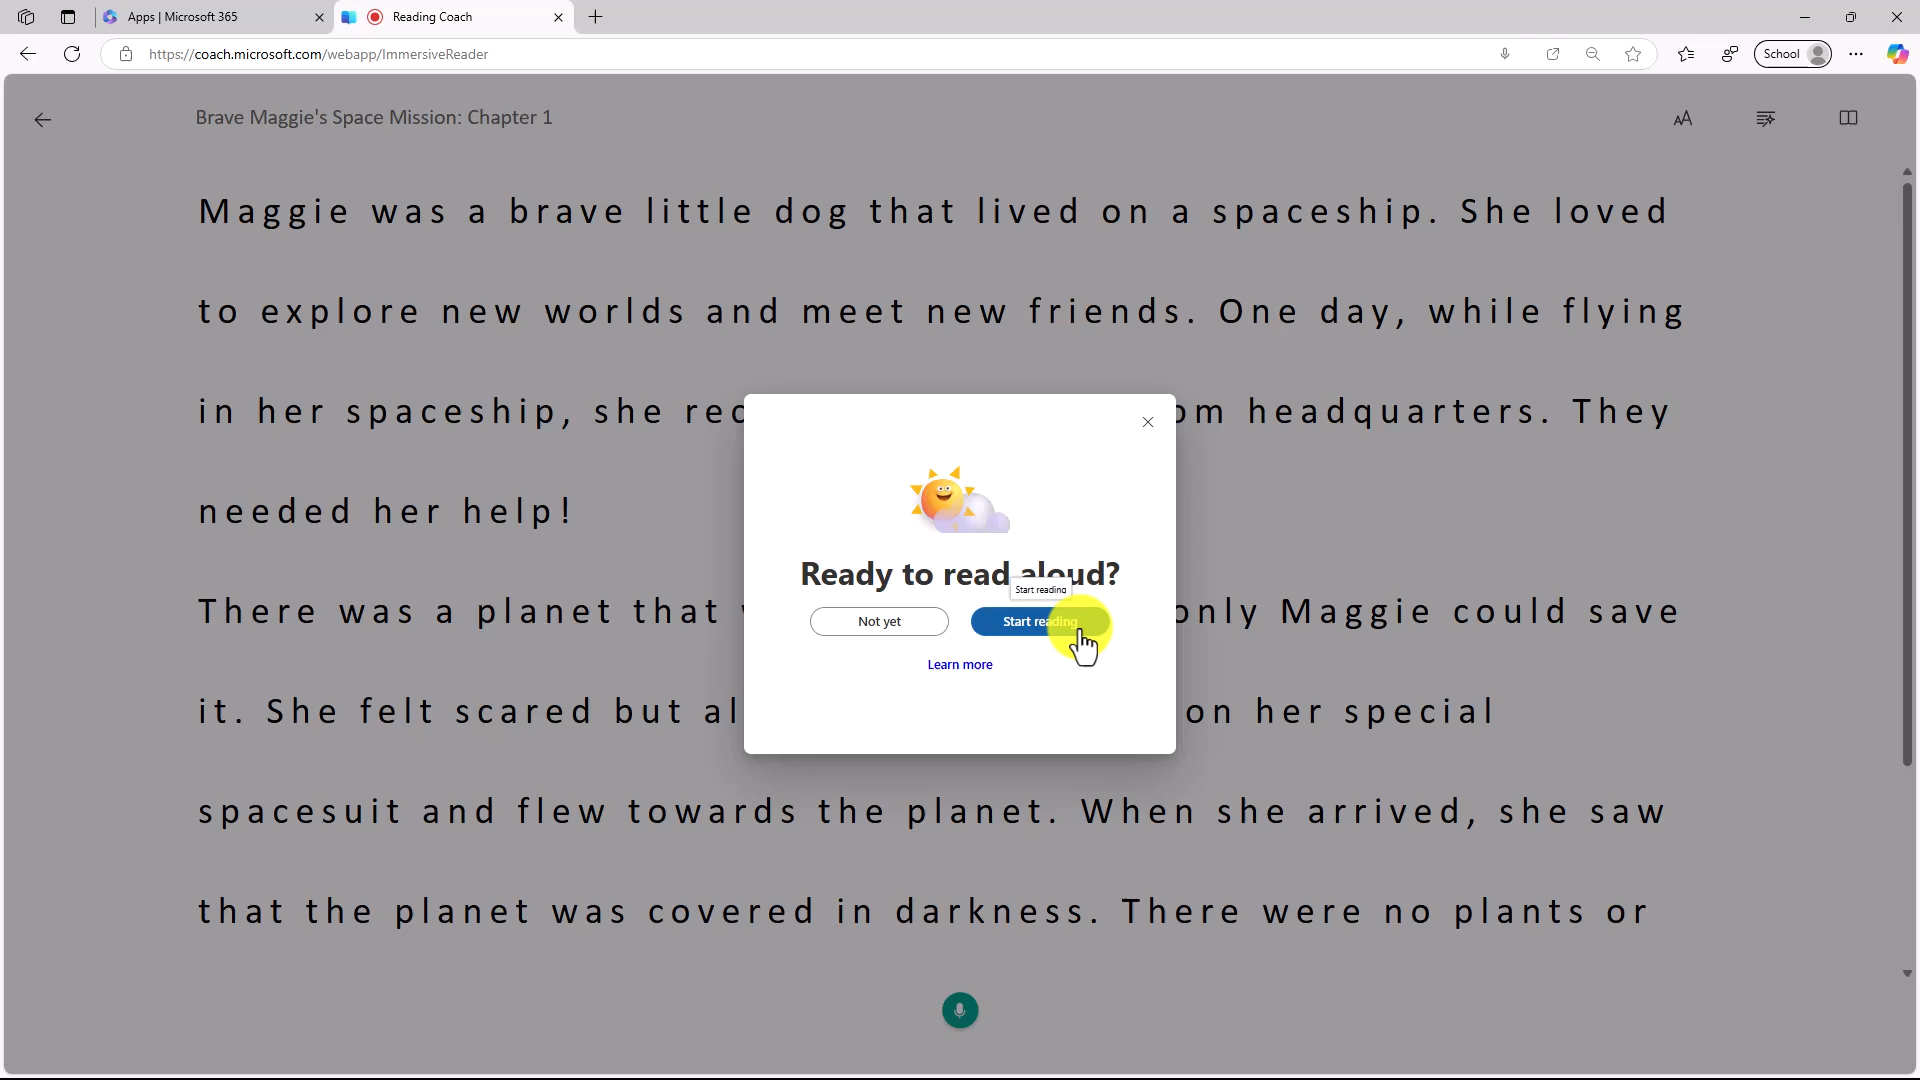 Apps | Microsoft 365
Reading Coach
https://coach.microsoft.com/webapp/ImmersiveReader
School
Brave Maggie's Space Mission: Chapter 1
AA
Maggie was a brave little dog that lived on a spaceship. She loved
to explore new worlds and meet new friends. One day, while flying
in her spaceship, she headquarters. They
needed her help!
There was a planet that only Maggie could save
it. She felt scared but on her special
spacesuit and flew towards the planet. When she arrived, she saw
that the planet was covered in darkness. There were no plants or
Ready to read aloud?
Start reading
Not yet
Start reading
Learn more